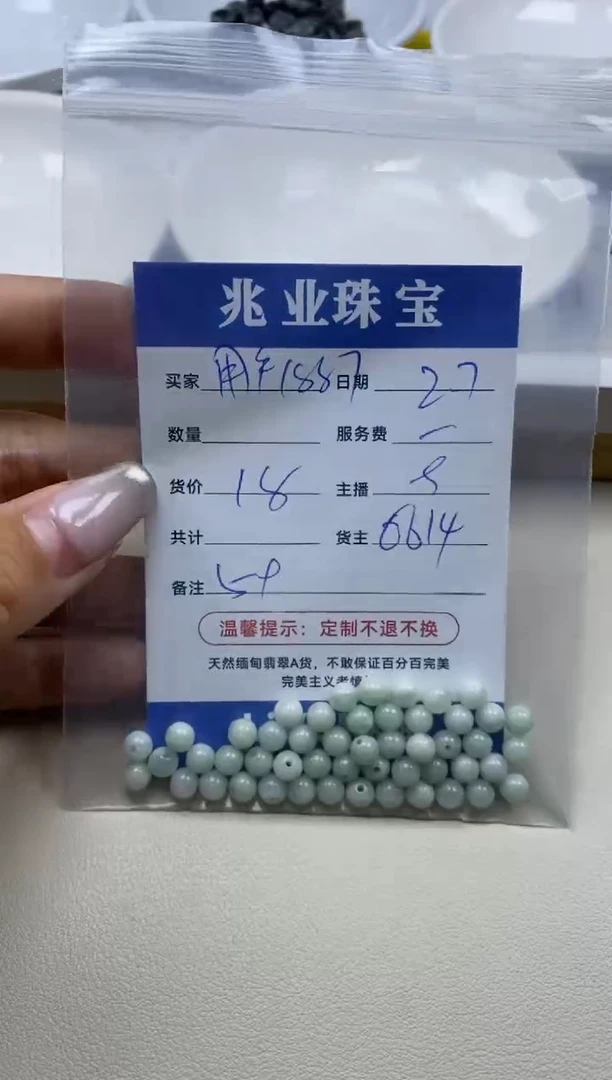 兆业珠宝
买家 用户1887 日期 27
数量 服务费 一
货价 18 主播
共计 货主 6614
备注
温馨提示：定制不退不换
天然缅甸翡翠A货，不敢保证百分百完美
完美主义者慎